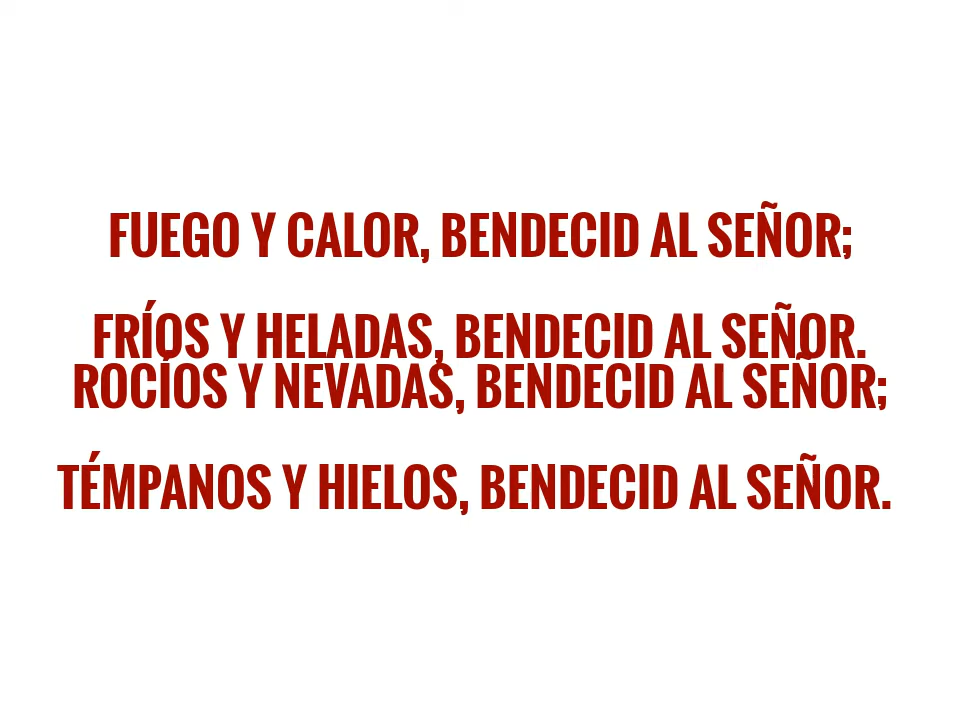 FUEGO Y CALOR, BENDECID AL SEÑOR;
FRÍOS Y HELADAS, BENDECID AL SEÑOR.
ROCÍOS Y NEVADAS, BENDECID AL SEÑOR;
TÉMPANOS Y HIELOS, BENDECID AL SEÑOR.